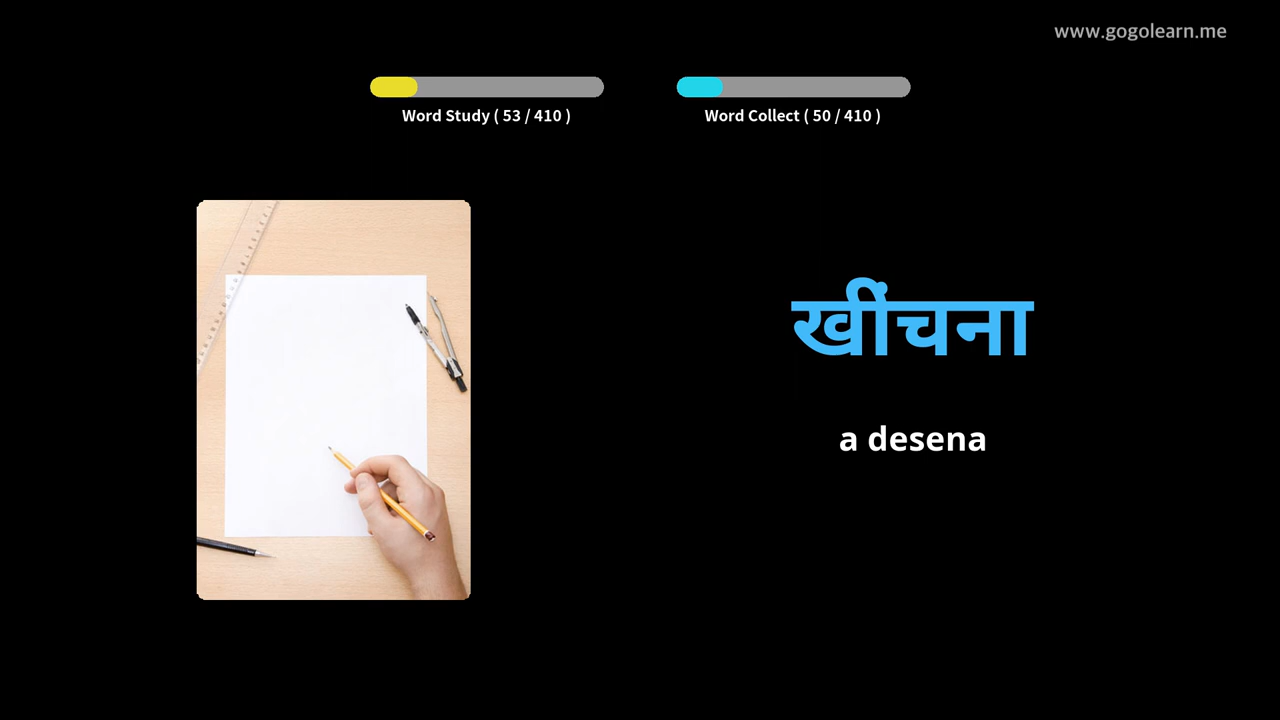 www.gogolearn.me
Word Study ( 53 / 410 )
Word Collect ( 50 / 410 )
खींचना
a desena